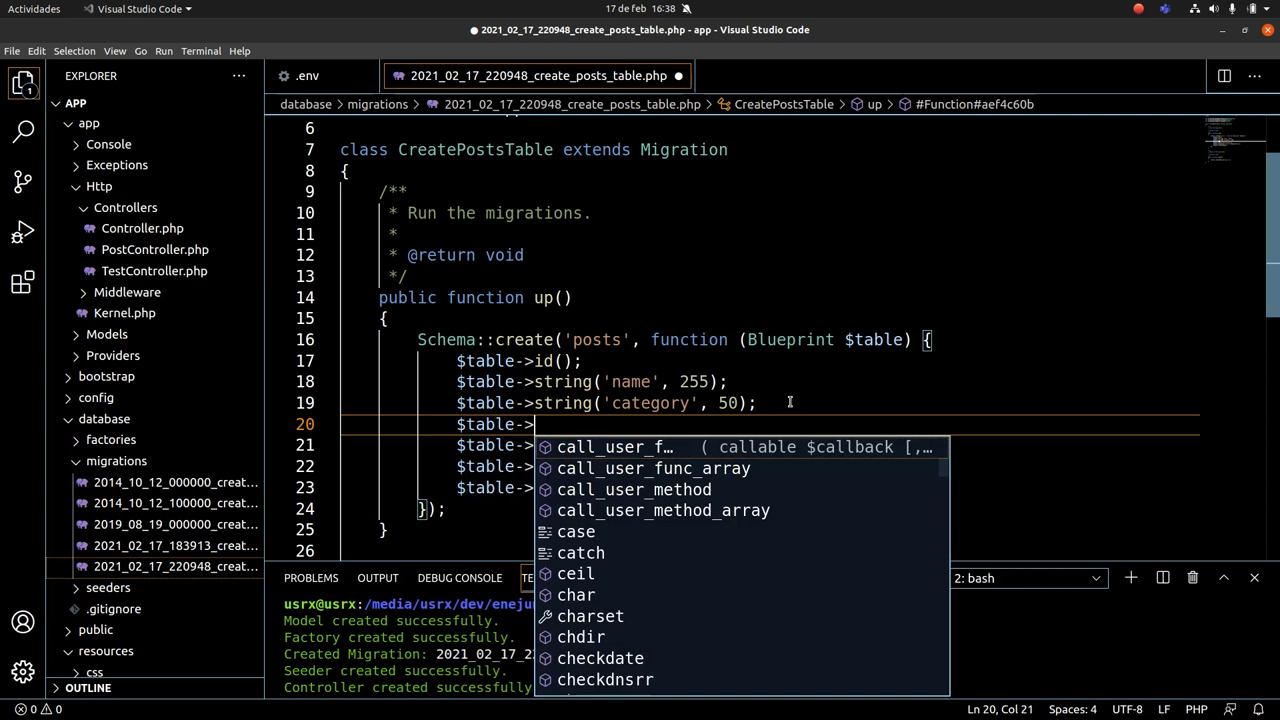 Actividades Visual Studio Code 17 de feb 16:38
● 2021_02_17_220948_create_posts_table.php - app - Visual Studio Code
File Edit Selection View Go Run Terminal Help
EXPLORER
.env
2021_02_17_220948_create_posts_table.php
database > migrations > 2021_02_17_220948_create_posts_table.php > CreatePostsTable > up > #Function#aef4c60b
1
APP
app
Console
Exceptions
Http
Controllers
Controller.php
PostController.php
TestController.php
Middleware
Kernel.php
Models
Providers
bootstrap
config
database
factories
migrations
2014_10_12_000000_creat...
2014_10_12_100000_creat...
2019_08_19_000000_creat...
2021_02_17_183913_creat...
2021_02_17_220948_creat...
seeders
.gitignore
public
resources
css
OUTLINE
6
7 class CreatePostsTable extends Migration
8 {
9 /**
10 * Run the migrations.
11 *
12 * @return void
13 */
14 public function up()
15 {
16 Schema::create('posts', function (Blueprint $table) {
17 $table->id();
18 $table->string('name', 255);
19 $table->string('category', 50);
20 $table->
21 $table->
22 $table->
23 $table->
24 });
25 }
26
call_user_f... ( callable $callback [,...
call_user_func_array
call_user_method
call_user_method_array
case
catch
ceil
char
charset
chdir
checkdate
checkdnsrr
PROBLEMS OUTPUT DEBUG CONSOLE 2: bash
usrx@usrx:/media/usrx/dev/enejun
Model created successfully.
Factory created successfully.
Created Migration: 2021_02_17_2
Seeder created successfully.
Controller created successfully
0 0 Ln 20, Col 21 Spaces: 4 UTF-8 LF PHP